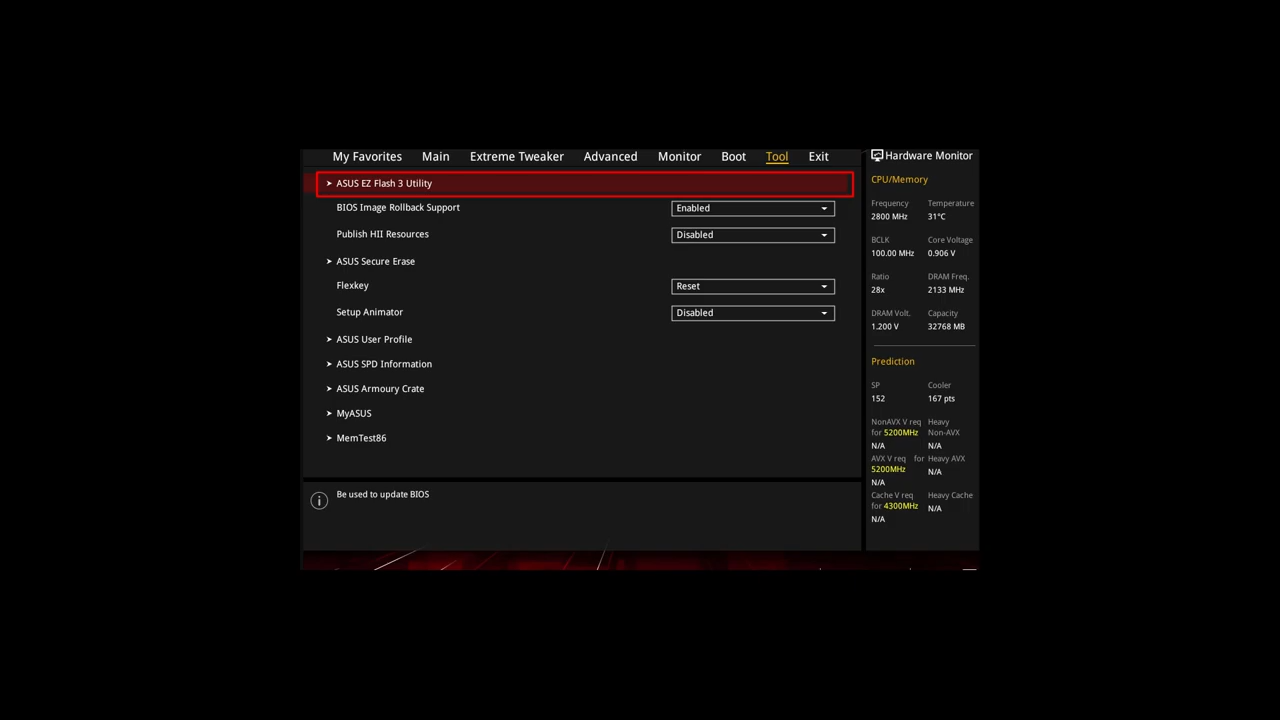 My Favorites Main Extreme Tweaker Advanced Monitor Boot Tool Exit
ASUS EZ Flash 3 Utility
BIOS Image Rollback Support Enabled
Publish HII Resources Disabled
ASUS Secure Erase
Flexkey Reset
Setup Animator Disabled
ASUS User Profile
ASUS SPD Information
ASUS Armoury Crate
MyASUS
MemTest86
Be used to update BIOS
Hardware Monitor
CPU/Memory
Frequency Temperature
2800 MHz 31°C
BCLK Core Voltage
100.00 MHz 0.906 V
Ratio DRAM Freq.
28x 2133 MHz
DRAM Volt. Capacity
1.200 V 32768 MB
Prediction
SP Cooler
152 167 pts
NonAVX V req Heavy
for 5200MHz Non-AVX
N/A N/A
AVX V req for Heavy AVX
5200MHz N/A
N/A
Cache V req Heavy Cache
for 4300MHz N/A
N/A